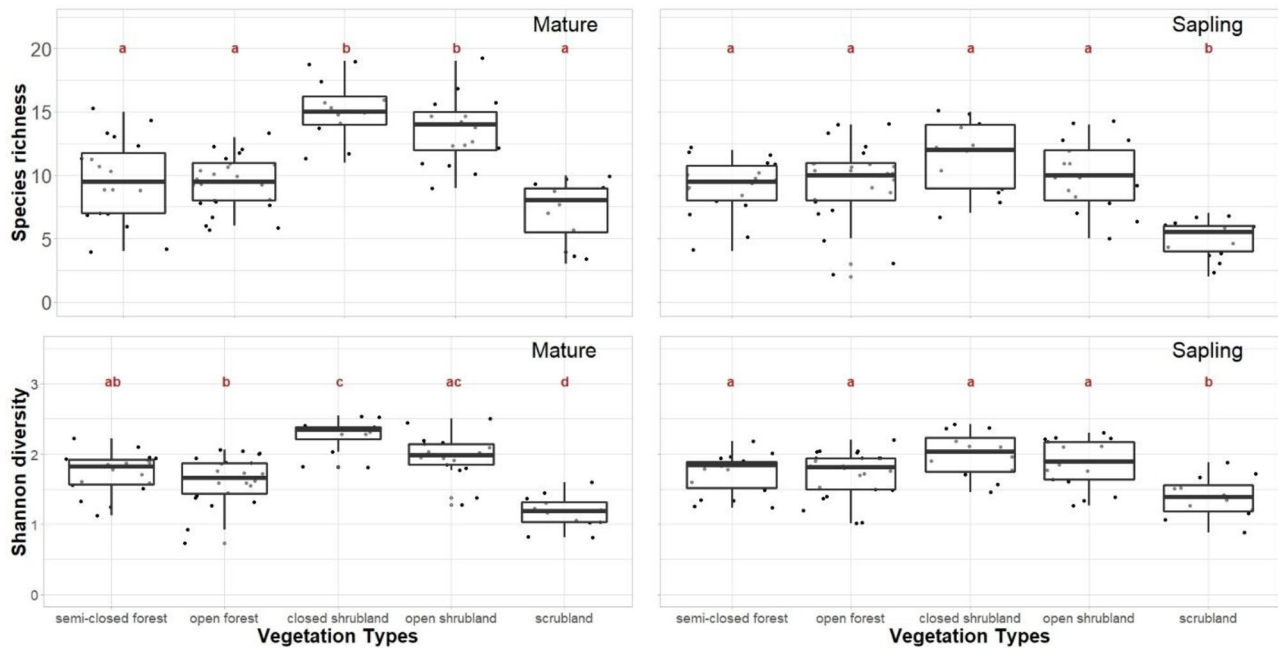 Mature
Sapling
Species richness
20
15
10
5
0
a a b b a
a a a a b
Mature
Sapling
Shannon diversity
3
2
1
0
ab b c ac d
a a a a b
semi-closed forest open forest closed shrubland open shrubland scrubland
semi-closed forest open forest closed shrubland open shrubland scrubland
Vegetation Types
Vegetation Types